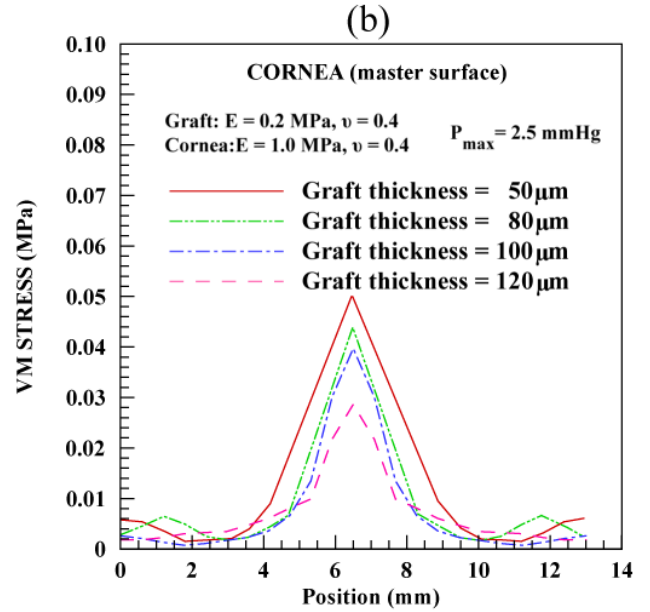 (b)
CORNEA (master surface)
Graft: E = 0.2 MPa, υ = 0.4
Cornea:E = 1.0 MPa, υ = 0.4
Pmax= 2.5 mmHg
Graft thickness = 50μm
Graft thickness = 80μm
Graft thickness = 100μm
Graft thickness = 120μm
VM STRESS (MPa)
0.10
0.09
0.08
0.07
0.06
0.05
0.04
0.03
0.02
0.01
0
0 2 4 6 8 10 12 14
Position (mm)